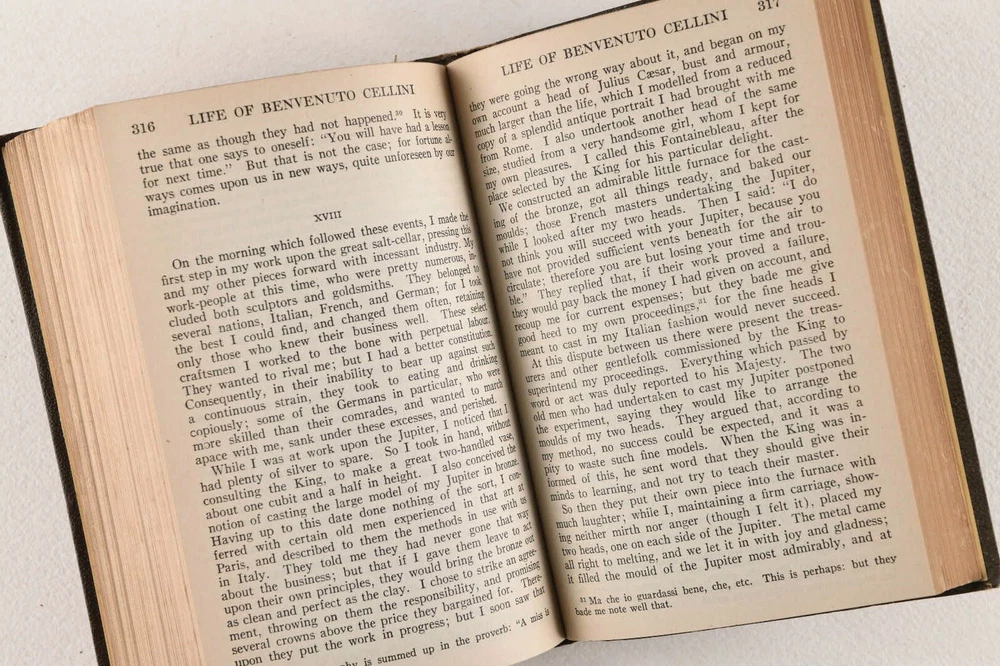 316 LIFE OF BENVENUTO CELLINI
the same as though they had not happened.³⁰ It is very
true that one says to oneself: “You will have had a lesson
for next time.” But that is not the case; for fortune al-
ways comes upon us in new ways, quite unforeseen by our
imagination.
XVIII
On the morning which followed these events, I made the
first step in my work upon the great salt-cellar, pressing this
and my other pieces forward with incessant industry. My
work-people at this time, who were pretty numerous, in-
cluded both sculptors and goldsmiths. They belonged to
several nations, Italian, French, and German; for I took
the best I could find, and changed them often, retaining
only those who knew their business well. These select
craftsmen I worked to the bone with perpetual labour.
They wanted to rival me; but I had a better constitution.
Consequently, in their inability to bear up against such
a continuous strain, they took to eating and drinking
copiously; some of the Germans in particular, who were
more skilled than their comrades, and wanted to march
apace with me, sank under these excesses, and perished.
While I was at work upon the Jupiter, I noticed that I
had plenty of silver to spare. So I took in hand, without
consulting the King, to make a great two-handled vase,
about one cubit and a half in height. I also conceived the
notion of casting the large model of my Jupiter in bronze.
Having up to this date done nothing of the sort, I con-
ferred with certain old men experienced in that art at
Paris, and described to them the methods in use with us
in Italy. They told me they had never gone that way
about the business; but that if I gave them leave to act
upon their own principles, they would bring the bronze out
as clean and perfect as the clay. I chose to strike an agree-
ment, throwing on them the responsibility, and promising
several crowns above the price they bargained for. There-
upon they put the work in progress; but I soon saw that
is summed up in the proverb: “A miss is
LIFE OF BENVENUTO CELLINI 317
they were going the wrong way about it, and began on my
own account a head of Julius Cæsar, bust and armour,
much larger than the life, which I modelled from a reduced
copy of a splendid antique portrait I had brought with me
from Rome. I also undertook another head of the same
size, studied from a very handsome girl, whom I kept for
my own pleasures. I called this Fontainebleau, after the
place selected by the King for his particular delight.
We constructed an admirable little furnace for the cast-
ing of the bronze, got all things ready, and baked our
moulds; those French masters undertaking the Jupiter,
while I looked after my two heads. Then I said: “I do
not think you will succeed with your Jupiter, because you
have not provided sufficient vents beneath for the air to
circulate; therefore you are but losing your time and trou-
ble.” They replied that, if their work proved a failure,
they would pay back the money I had given on account, and
recoup me for current expenses; but they bade me give
good heed to my own proceedings,³¹ for the fine heads I
meant to cast in my Italian fashion would never succeed.
At this dispute between us there were present the treas-
urers and other gentlefolk commissioned by the King to
superintend my proceedings. Everything which passed by
word or act was duly reported to his Majesty. The two
old men who had undertaken to cast my Jupiter postponed
the experiment, saying they would like to arrange the
moulds of my two heads. They argued that, according to
my method, no success could be expected, and it was a
pity to waste such fine models. When the King was in-
formed of this, he sent word that they should give their
minds to learning, and not try to teach their master.
So then they put their own piece into the furnace with
much laughter; while I, maintaining a firm carriage, show-
ing neither mirth nor anger (though I felt it), placed my
two heads, one on each side of the Jupiter. The metal came
all right to melting, and we let it in with joy and gladness;
it filled the mould of the Jupiter most admirably, and at
³¹ Ma che io guardassi bene, che, etc. This is perhaps: but they
bade me note well that.